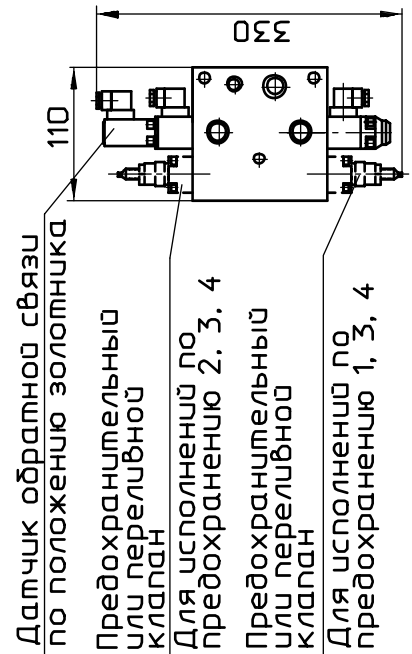 330
110
Датчик обратной связи
по положению золотника
Предохранительный
или переливной
клапан
Для исполнений по
предохранению 2, 3, 4
Предохранительный
или переливной
клапан
Для исполнений по
предохранению 1, 3, 4